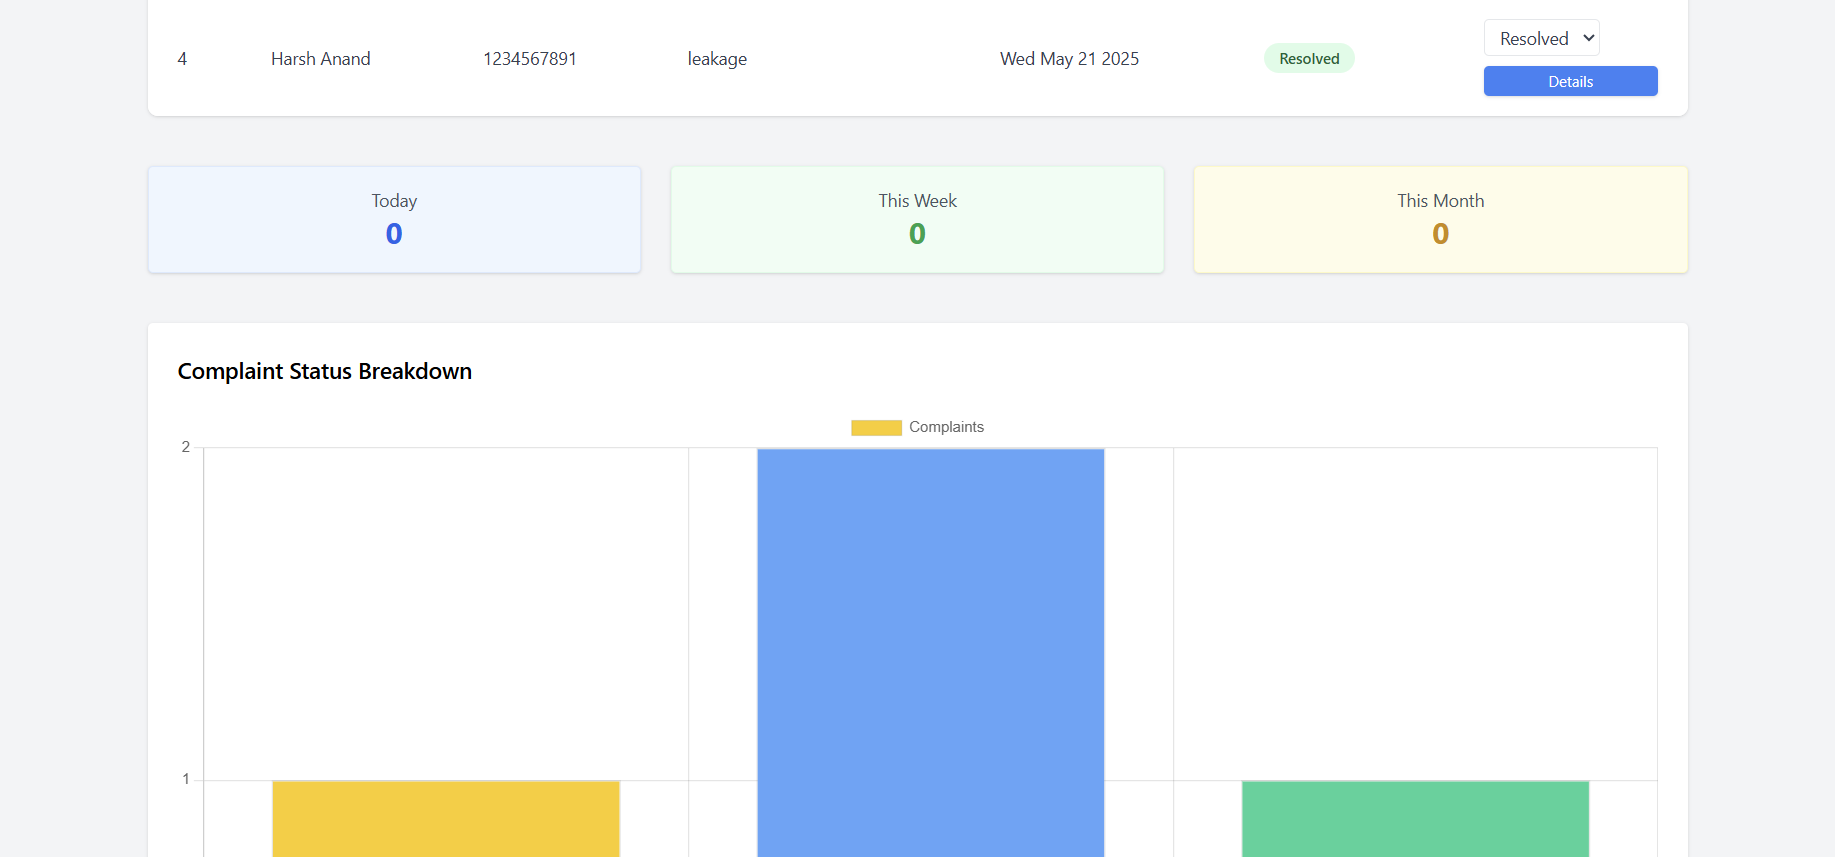 4 Harsh Anand 1234567891 leakage Wed May 21 2025 Resolved Resolved
Details
Today This Week This Month
0 0 0
Complaint Status Breakdown
Complaints
2
1